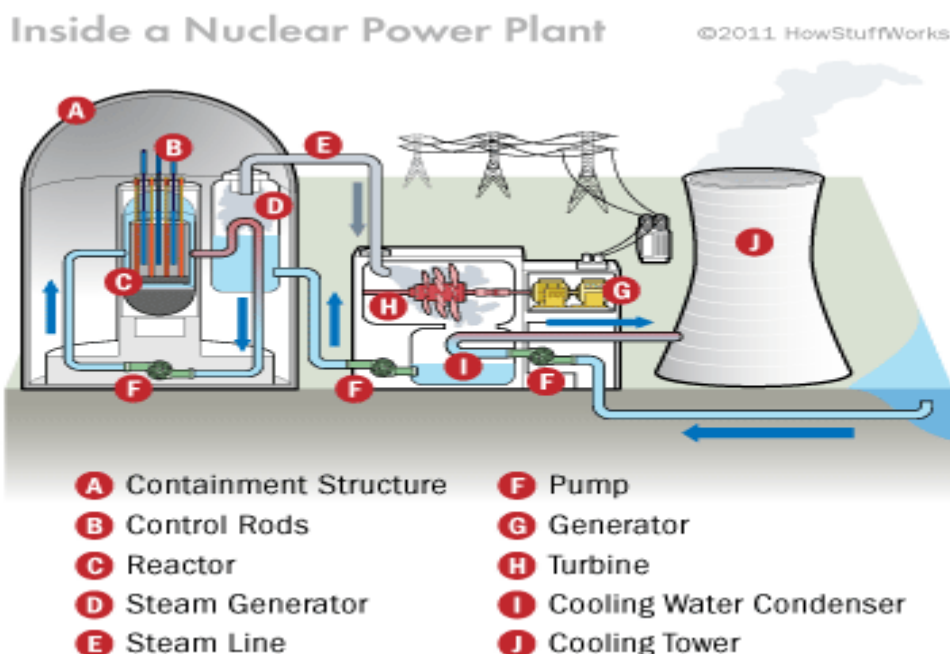 Inside a Nuclear Power Plant ©2011 HowStuffWorks
A
B
E
D
J
C
H
G
I
F
F
F
A Containment Structure
F Pump
B Control Rods
G Generator
C Reactor
H Turbine
D Steam Generator
I Cooling Water Condenser
E Steam Line
J Cooling Tower